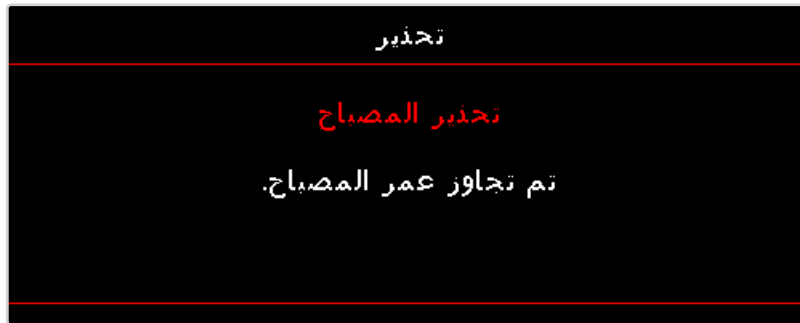 تحذير
تحذير المصباح
تم تجاوز عمر المصباح.